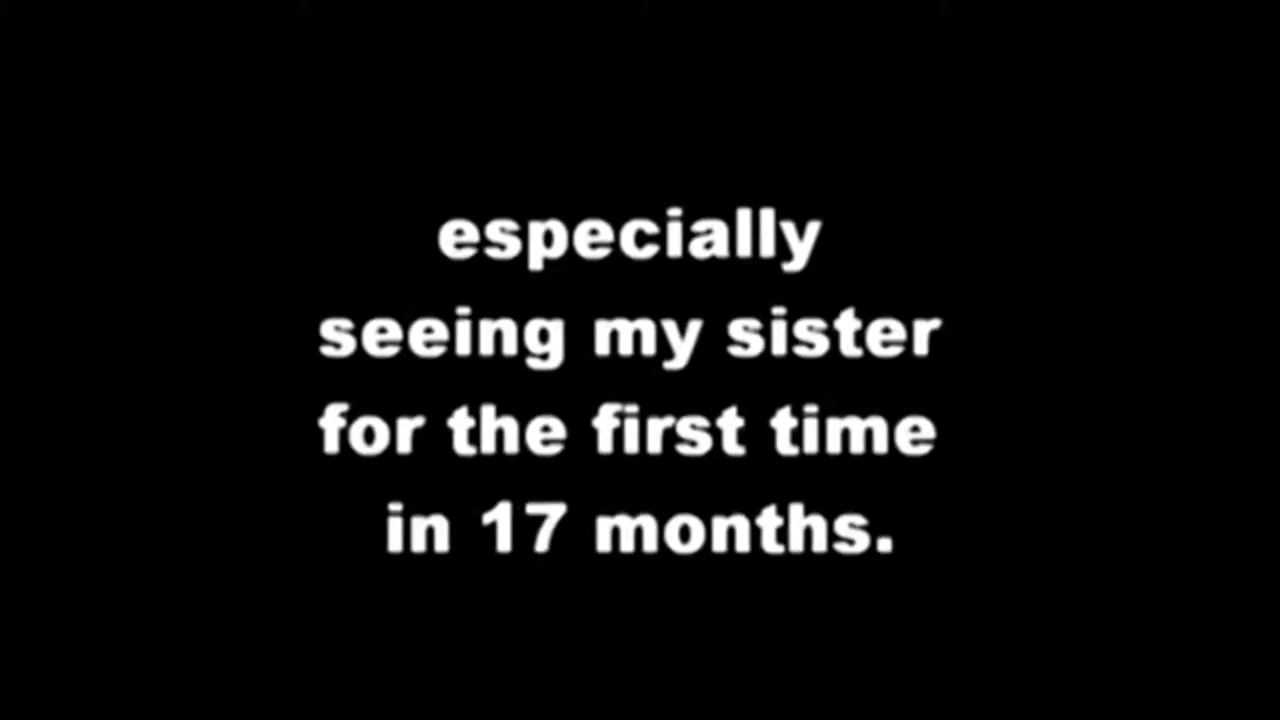 especially
seeing my sister
for the first time
in 17 months.